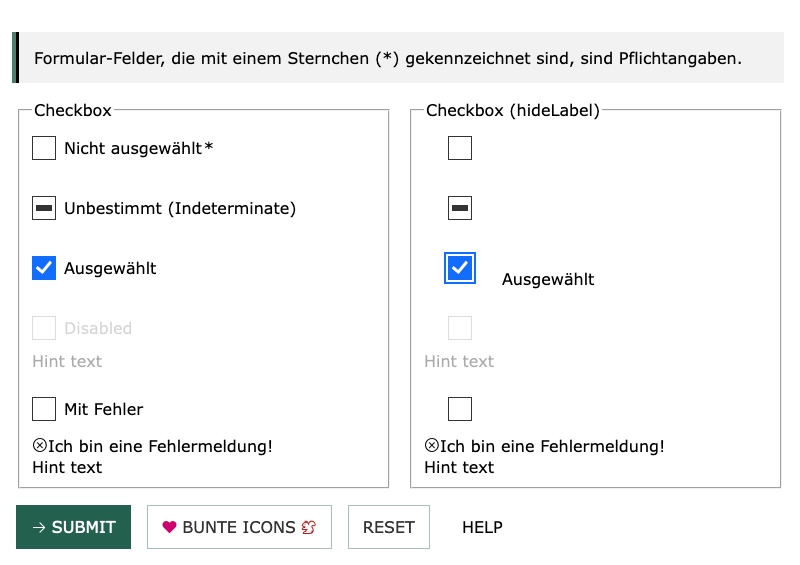 Formular-Felder, die mit einem Sternchen (*) gekennzeichnet sind, sind Pflichtangaben.
Checkbox
Nicht ausgewählt*
Unbestimmt (Indeterminate)
Ausgewählt
Disabled
Hint text
Mit Fehler
Ich bin eine Fehlermeldung!
Hint text
Checkbox (hideLabel)
Ausgewählt
Hint text
Ich bin eine Fehlermeldung!
Hint text
→ SUBMIT
BUNTE ICONS
RESET
HELP